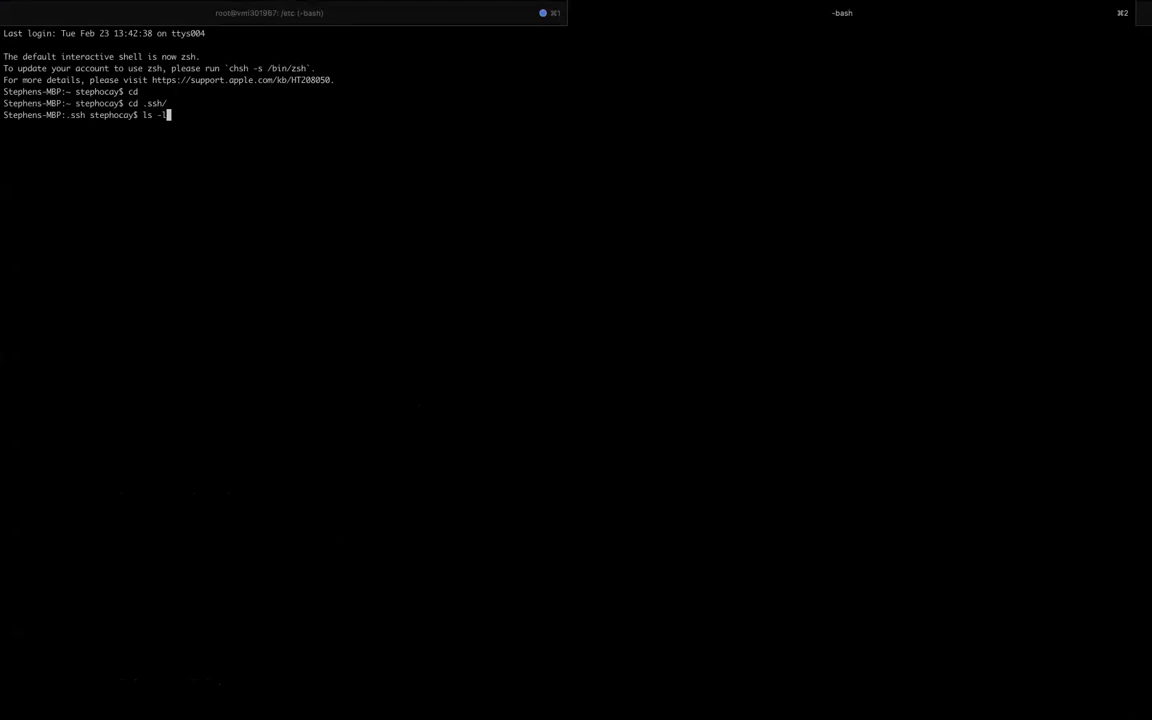 root@vmi301967: /etc (-bash) ⌘1 -bash ⌘2
Last login: Tue Feb 23 13:42:38 on ttys004
The default interactive shell is now zsh.
To update your account to use zsh, please run `chsh -s /bin/zsh`.
For more details, please visit https://support.apple.com/kb/HT208050.
Stephens-MBP:~ stephocay$ cd
Stephens-MBP:~ stephocay$ cd .ssh/
Stephens-MBP:.ssh stephocay$ ls -l